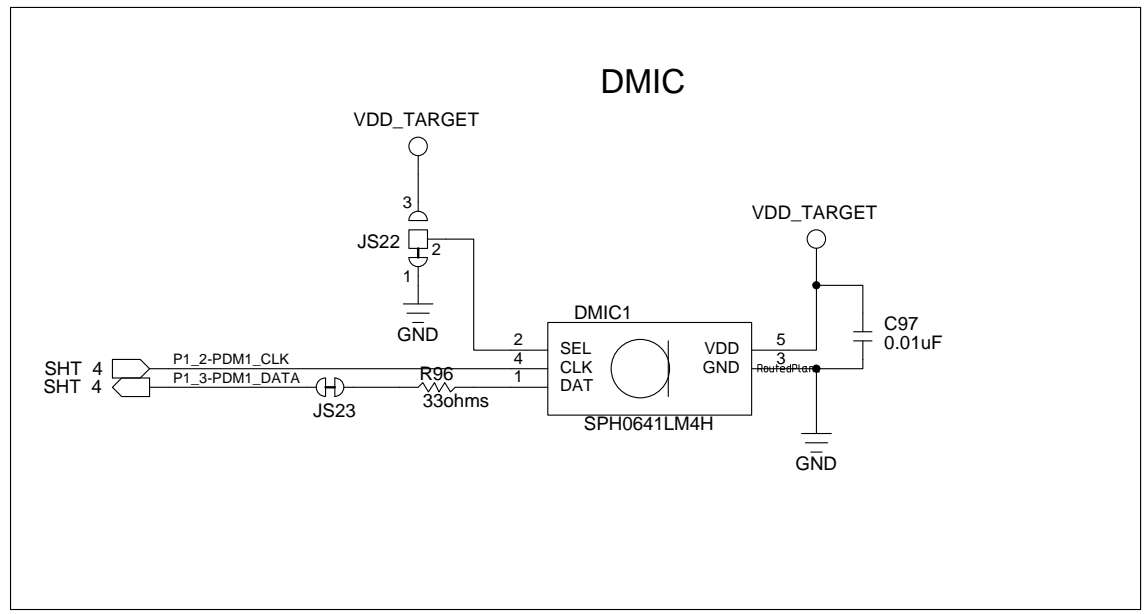 DMIC
VDD_TARGET
3
JS22
2
1
GND
VDD_TARGET
C97
0.01uF
DMIC1
2
4
1
SEL
CLK
DAT
VDD
GND
5
3
SPH0641LM4H
SHT 4
P1_2-PDM1_CLK
SHT 4
P1_3-PDM1_DATA
JS23
R96
33ohms
GND